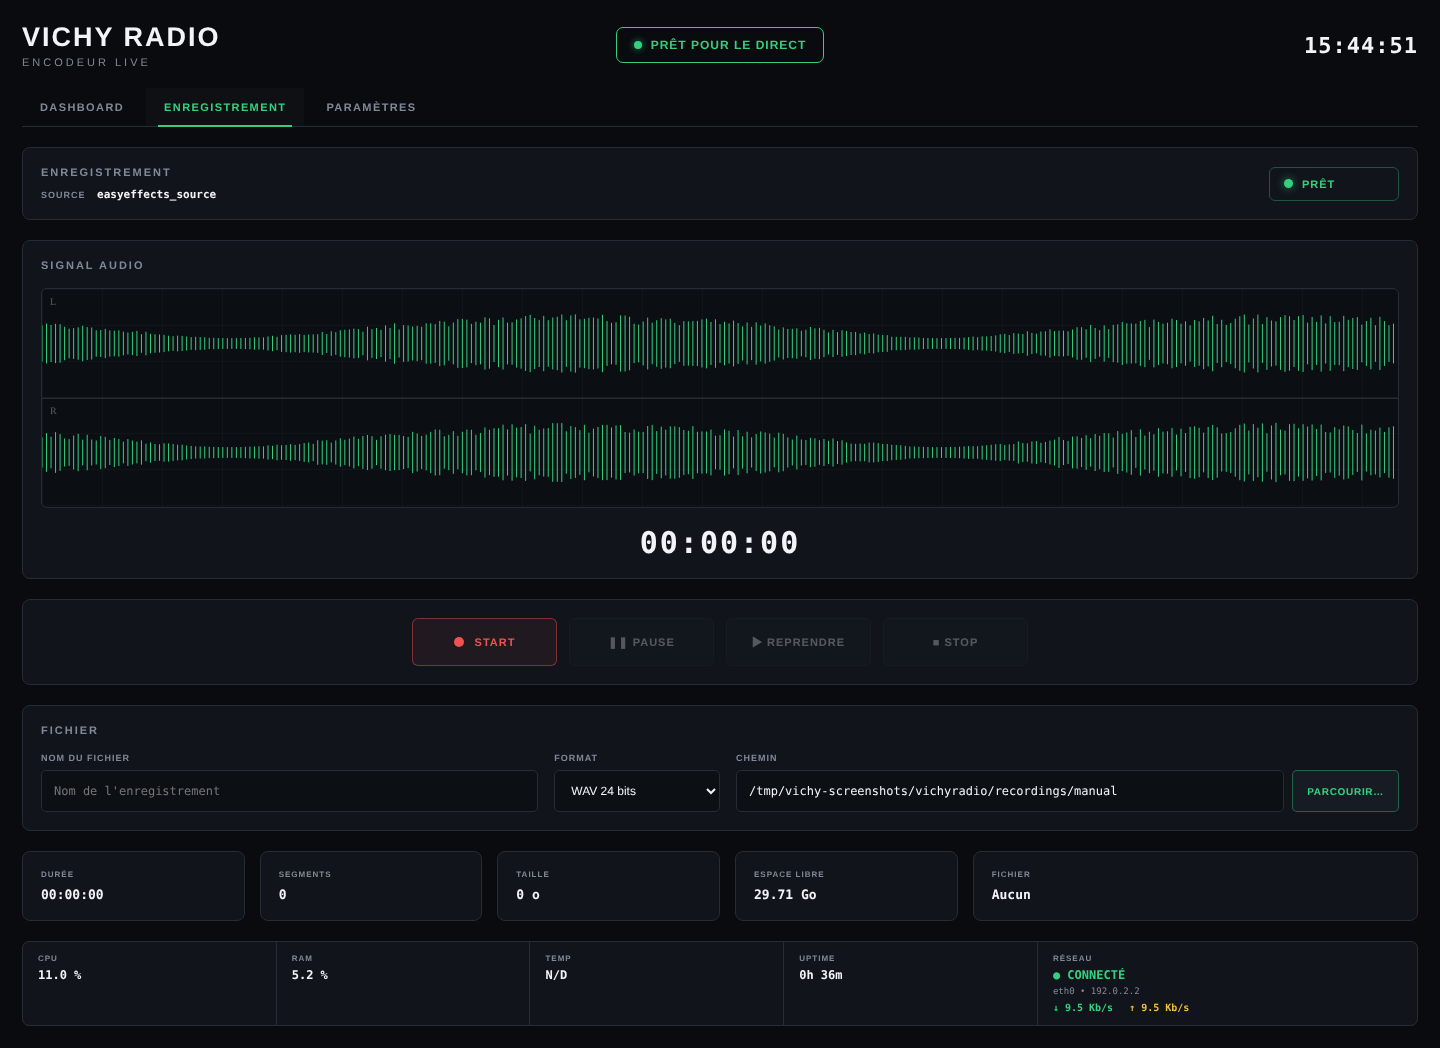 VICHY RADIO
ENCODEUR LIVE
PRÊT POUR LE DIRECT
15:44:51
DASHBOARD
ENREGISTREMENT
PARAMÈTRES
ENREGISTREMENT
SOURCE easyeffects_source
PRÊT
SIGNAL AUDIO
L
R
00:00:00
START
❚❚ PAUSE
▶ REPRENDRE
■ STOP
FICHIER
NOM DU FICHIER
Nom de l'enregistrement
FORMAT
WAV 24 bits
CHEMIN
/tmp/vichy-screenshots/vichyradio/recordings/manual
PARCOURIR...
DURÉE
00:00:00
SEGMENTS
0
TAILLE
0 o
ESPACE LIBRE
29.71 Go
FICHIER
Aucun
CPU
11.0 %
RAM
5.2 %
TEMP
N/D
UPTIME
0h 36m
RÉSEAU
● CONNECTÉ
eth0 • 192.0.2.2
↓ 9.5 Kb/s ↑ 9.5 Kb/s